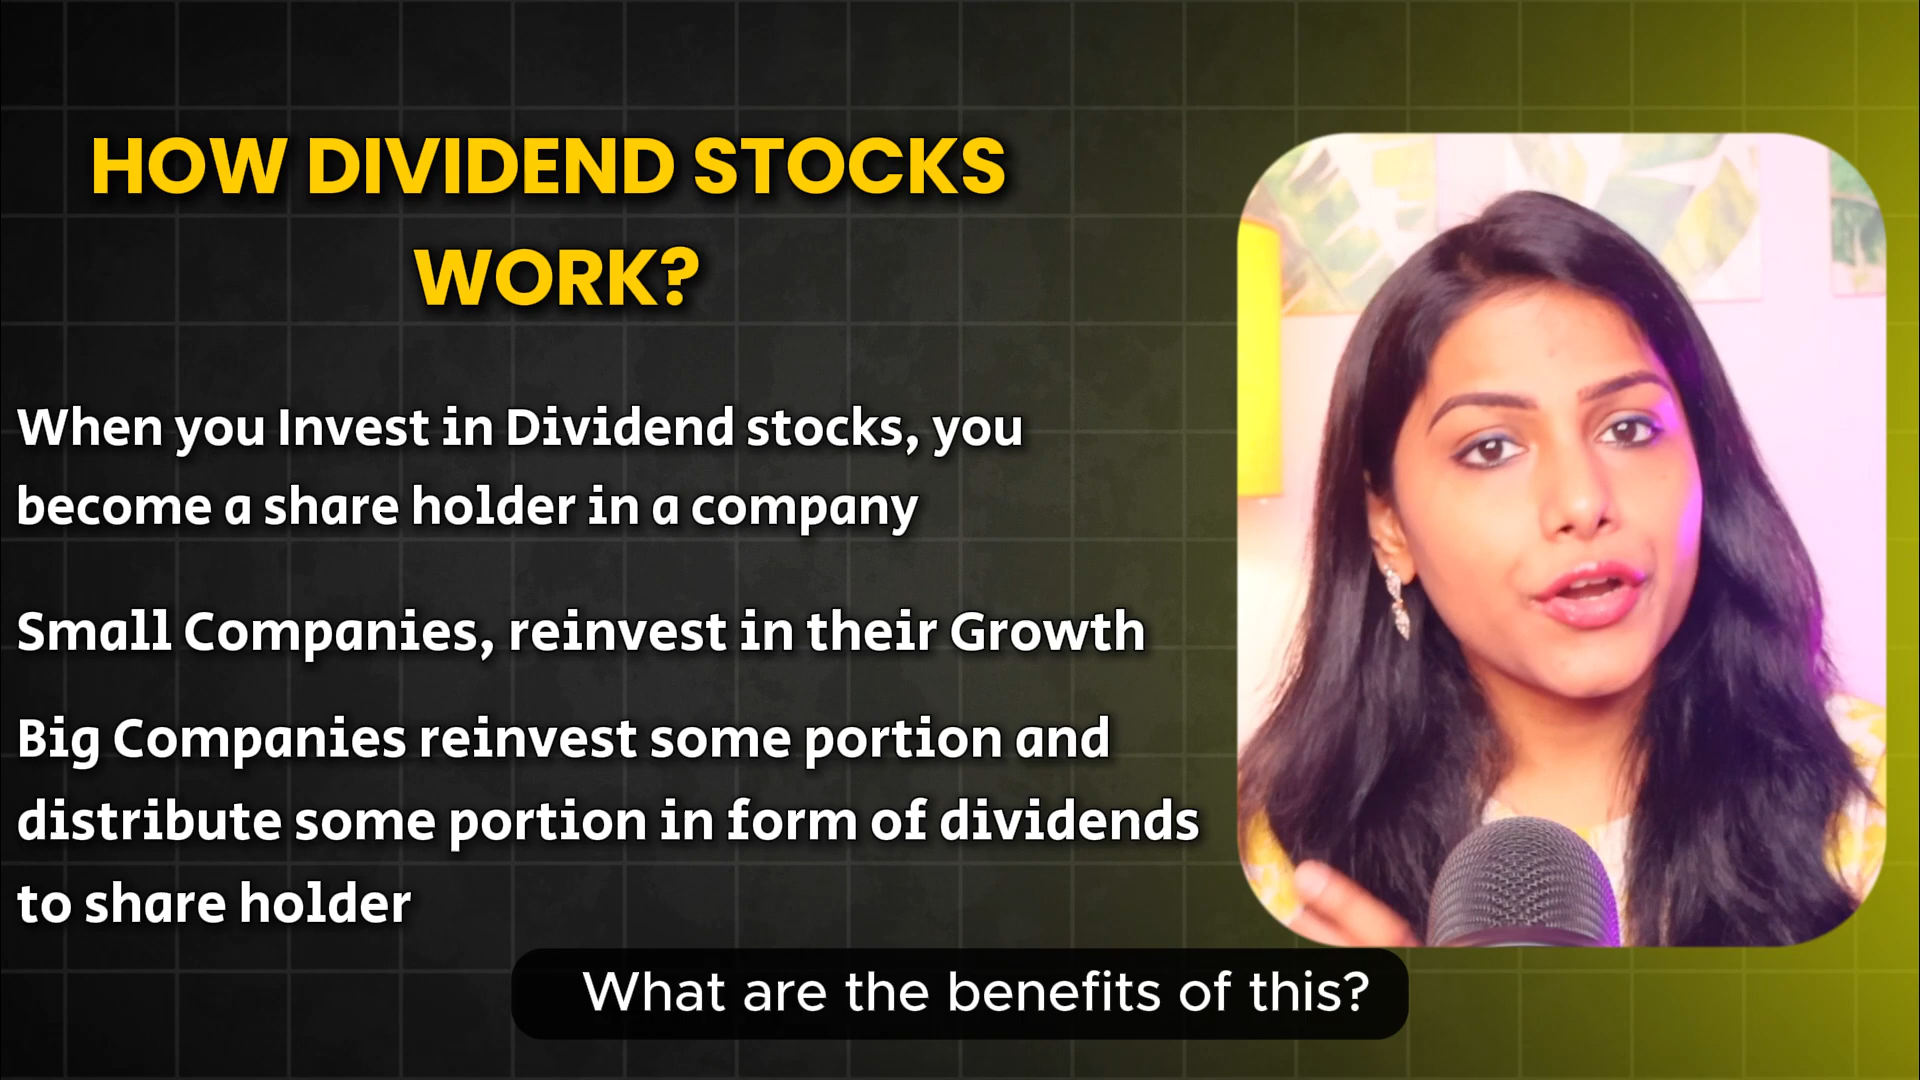 HOW DIVIDEND STOCKS
WORK?
When you Invest in Dividend stocks, you
become a share holder in a company
Small Companies, reinvest in their Growth
Big Companies reinvest some portion and
distribute some portion in form of dividends
to share holder
What are the benefits of this?